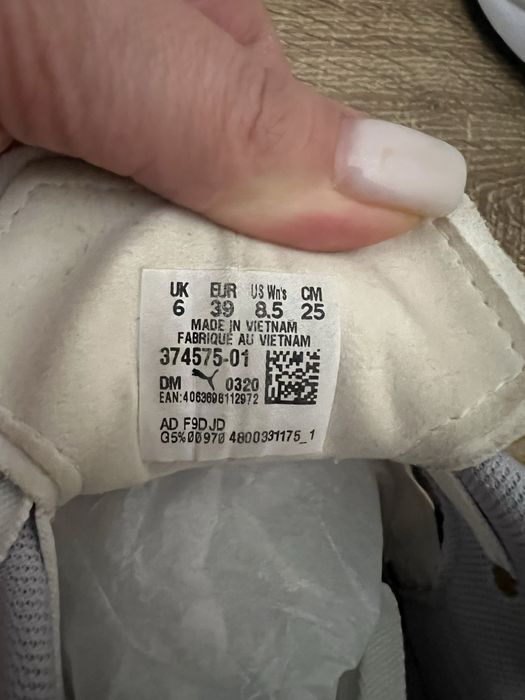 UK EUR US Wn's CM
6 39 8.5 25
MADE IN VIETNAM
FABRIQUÉ AU VIETNAM
374575-01
DM 0320
EAN:4063696112972
AD F9DJD
G5%00970 4800331175_1